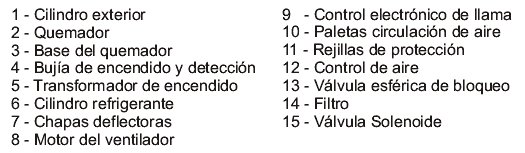 1 - Cilindro exterior
2 - Quemador
3 - Base del quemador
4 - Bujía de encendido y detección
5 - Transformador de encendido
6 - Cilindro refrigerante
7 - Chapas deflectoras
8 - Motor del ventilador
9 - Control electrónico de llama
10 - Paletas circulación de aire
11 - Rejillas de protección
12 - Control de aire
13 - Válvula esférica de bloqueo
14 - Filtro
15 - Válvula Solenoide